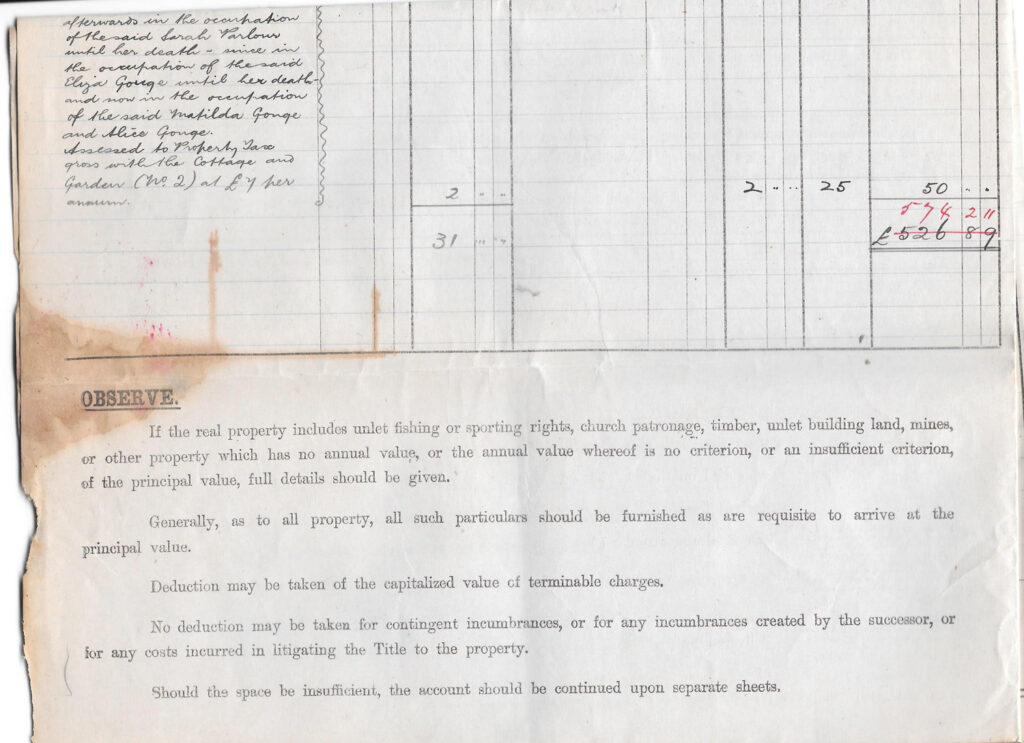 afterwards in the occupation
of the said Sarah Parlour
until her death - since in
the occupation of the said
Eliza Gouge until her death -
and now in the occupation
of the said Matilda Gouge
and Alice Gouge.
Assessed to Property Tax
gross with the Cottage and
Garden (No. 2) at £7 per
annum.
2 .. .. 2 .. .. 25 50 . .
574 2 11
31 .. .. £526 8 9
OBSERVE.
If the real property includes unlet fishing or sporting rights, church patronage, timber, unlet building land, mines,
or other property which has no annual value, or the annual value whereof is no criterion, or an insufficient criterion,
of the principal value, full details should be given.
Generally, as to all property, all such particulars should be furnished as are requisite to arrive at the
principal value.
Deduction may be taken of the capitalized value of terminable charges.
No deduction may be taken for contingent incumbrances, or for any incumbrances created by the successor, or
for any costs incurred in litigating the Title to the property.
Should the space be insufficient, the account should be continued upon separate sheets.